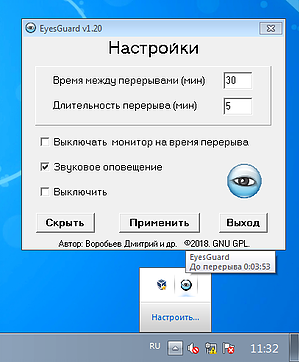 EyesGuard v1.20
Настройки
Время между перерывами (мин) 30
Длительность перерыва (мин) 5
Выключать монитор на время перерыва
Звуковое оповещение
Выключить
Скрыть Применить Выход
Автор: Воробьев Дмитрий и др. ©2018. GNU GPL.
EyesGuard
До перерыва 0:03:53
Настроить...
RU 11:32